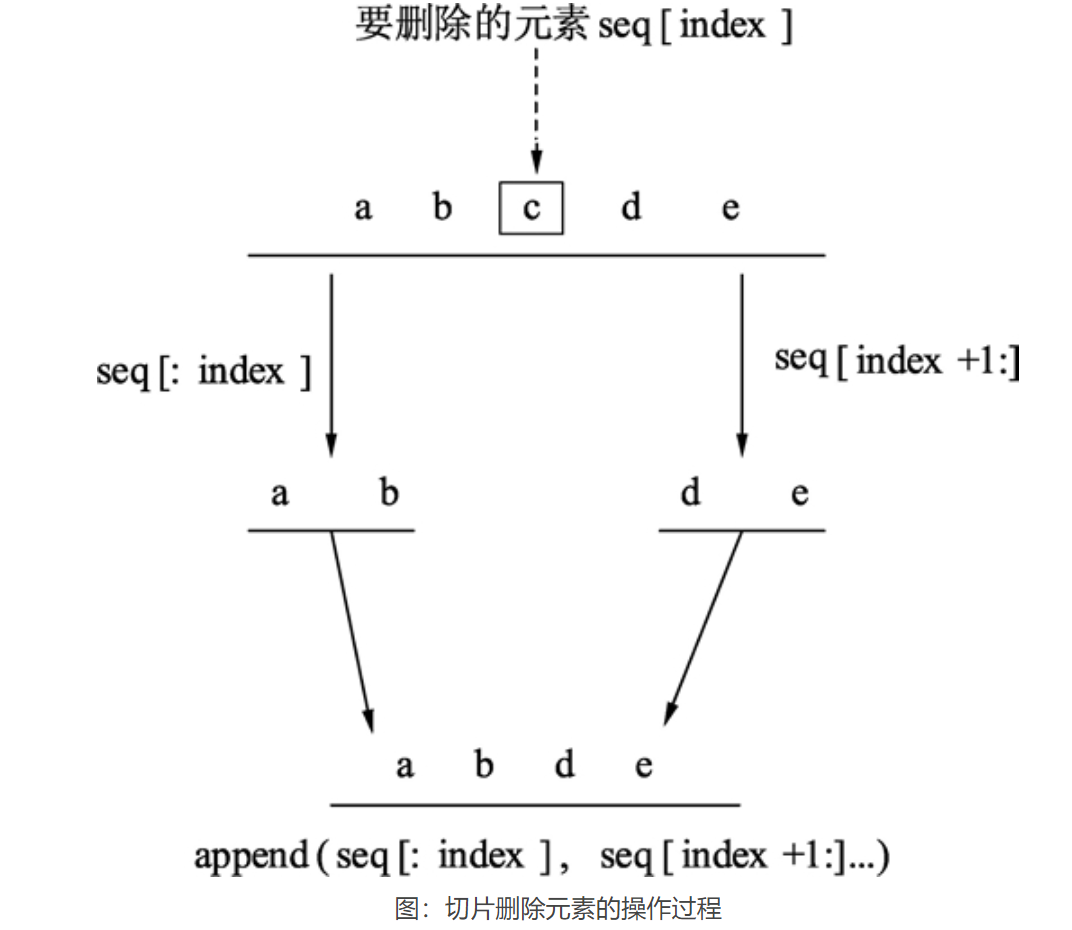 要删除的元素 seq[index]
a b c d e
seq[: index] seq[index +1:]
a b d e
a b d e
append(seq[: index], seq[index +1:]...)
图：切片删除元素的操作过程